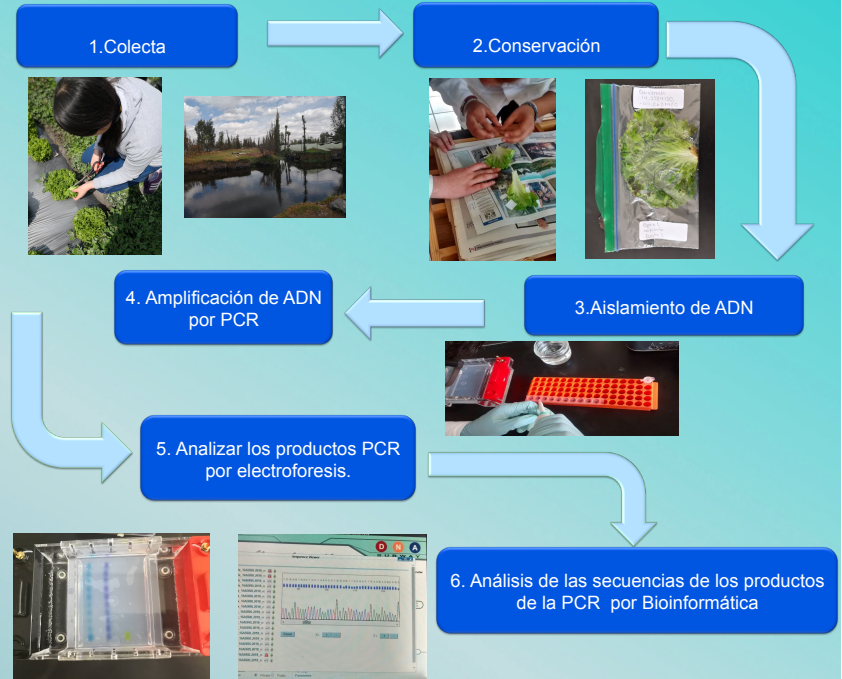 1.Colecta
2.Conservación
3.Aislamiento de ADN
4. Amplificación de ADN
por PCR
5. Analizar los productos PCR
por electroforesis.
6. Análisis de las secuencias de los productos
de la PCR por Bioinformática
D N A